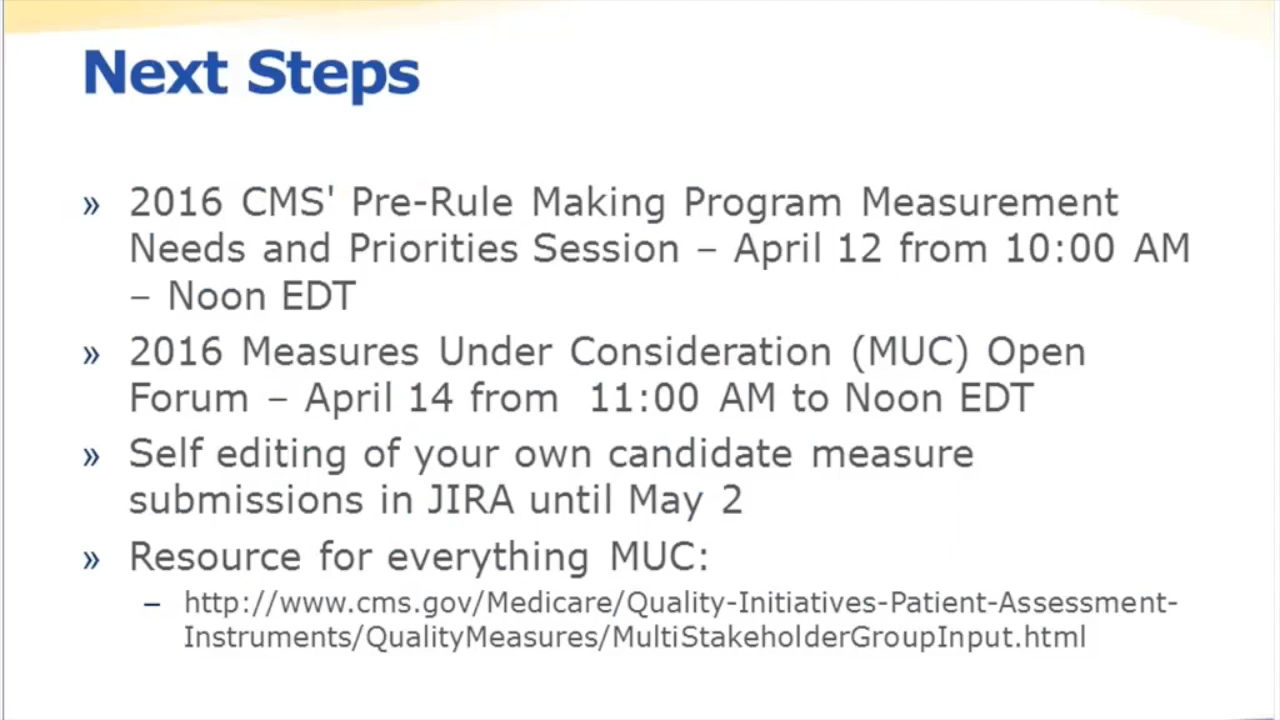 Next Steps
» 2016 CMS' Pre-Rule Making Program Measurement
Needs and Priorities Session – April 12 from 10:00 AM
– Noon EDT
» 2016 Measures Under Consideration (MUC) Open
Forum – April 14 from 11:00 AM to Noon EDT
» Self editing of your own candidate measure
submissions in JIRA until May 2
» Resource for everything MUC:
– http://www.cms.gov/Medicare/Quality-Initiatives-Patient-Assessment-
Instruments/QualityMeasures/MultiStakeholderGroupInput.html